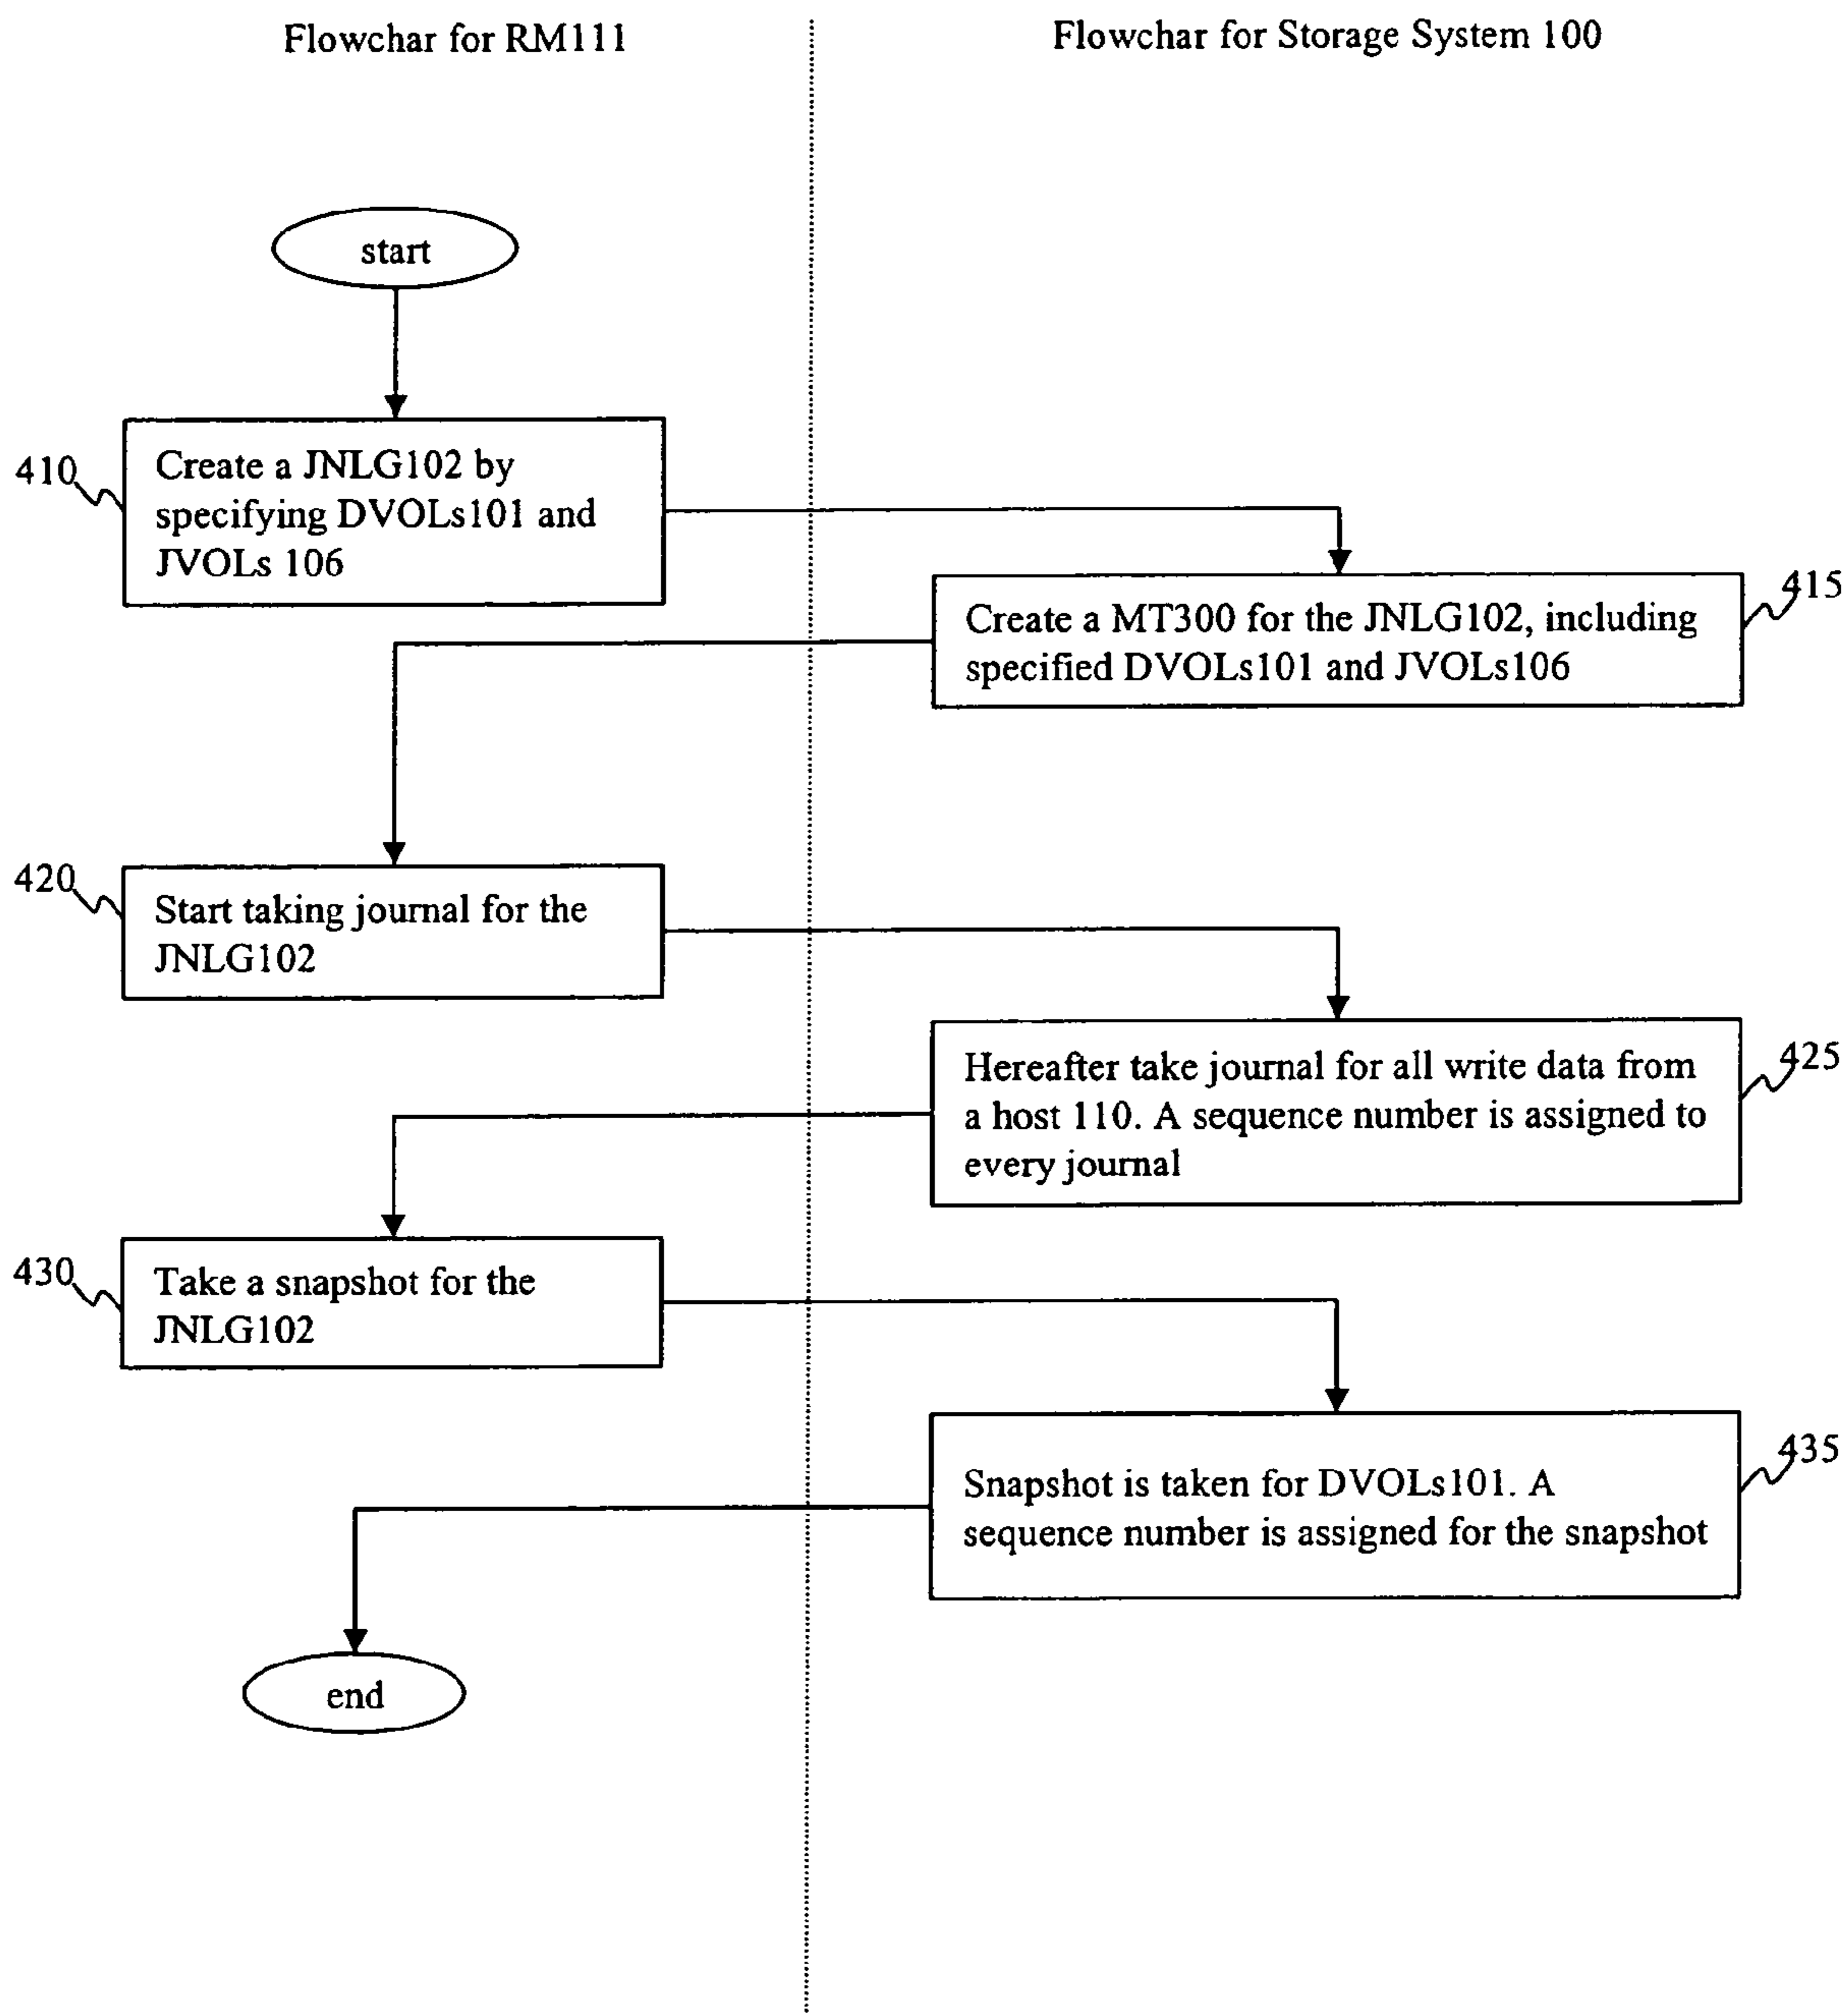 Flowchar for RM111
Flowchar for Storage System 100
start
410
Create a JNLG102 by
specifying DVOLs101 and
JVOLs 106
415
Create a MT300 for the JNLG102, including
specified DVOLs101 and JVOLs106
420
Start taking journal for the
JNLG102
425
Hereafter take journal for all write data from
a host 110. A sequence number is assigned to
every journal
430
Take a snapshot for the
JNLG102
435
Snapshot is taken for DVOLs101. A
sequence number is assigned for the snapshot
end